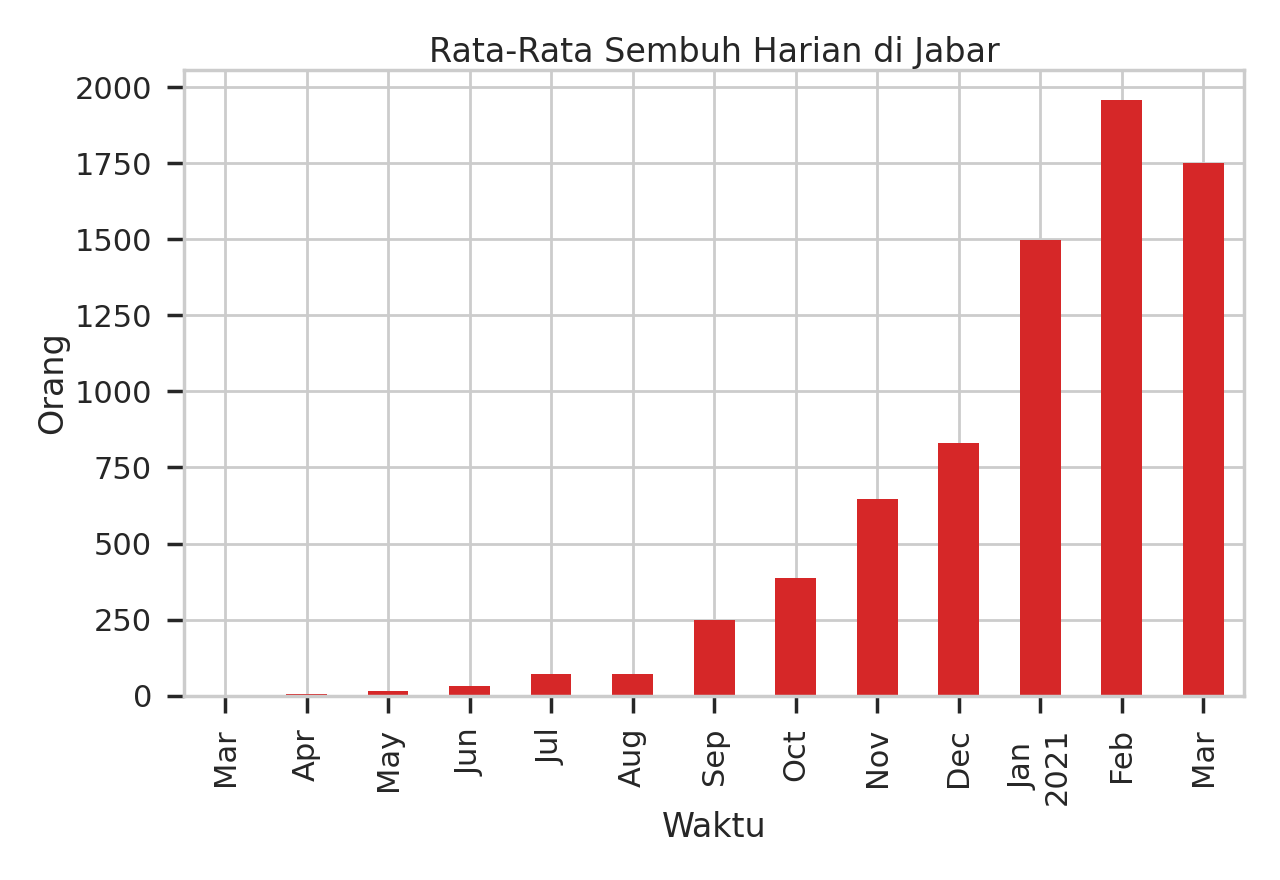 Rata-Rata Sembuh Harian di Jabar
2000
1750
1500
1250
1000
750
500
250
0
Orang
Mar
Apr
May
Jun
Jul
Aug
Sep
Oct
Nov
Dec
Jan
2021
Feb
Mar
Waktu